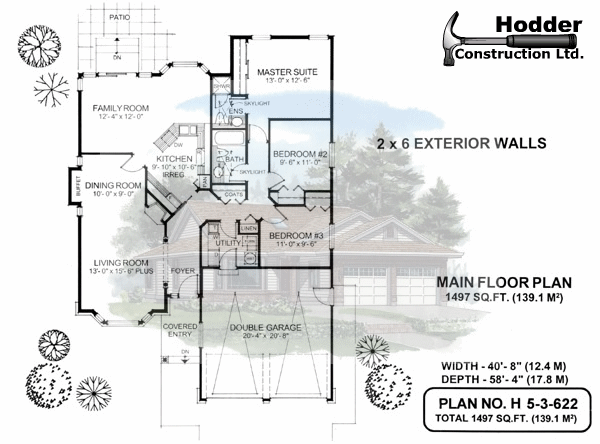 PATIO
DN
Hodder
Construction Ltd.
MASTER SUITE
13'- 0" x 12'- 6"
FAMILY ROOM
12'- 4" x 12'- 0"
SHWR
SKYLIGHT
ENS
DW
KITCHEN
9'- 10" x 10'- 6"
IRREG
PAN
BATH
SKYLIGHT
BEDROOM #2
9'- 6" x 11'- 0"
2 x 6 EXTERIOR WALLS
BUFFET
DINING ROOM
10'- 0" x 9'- 0"
COATS
LINEN
BEDROOM #3
11'- 0" x 9'- 6"
UTILITY
LIVING ROOM
13'- 0" x 15'- 6" PLUS
FOYER
MAIN FLOOR PLAN
1497 SQ.FT. (139.1 M²)
COVERED
ENTRY
DN
DOUBLE GARAGE
20'- 4" x 20'- 8"
WIDTH - 40'- 8" (12.4 M)
DEPTH - 58'- 4" (17.8 M)
PLAN NO. H 5-3-622
TOTAL 1497 SQ.FT. (139.1 M²)